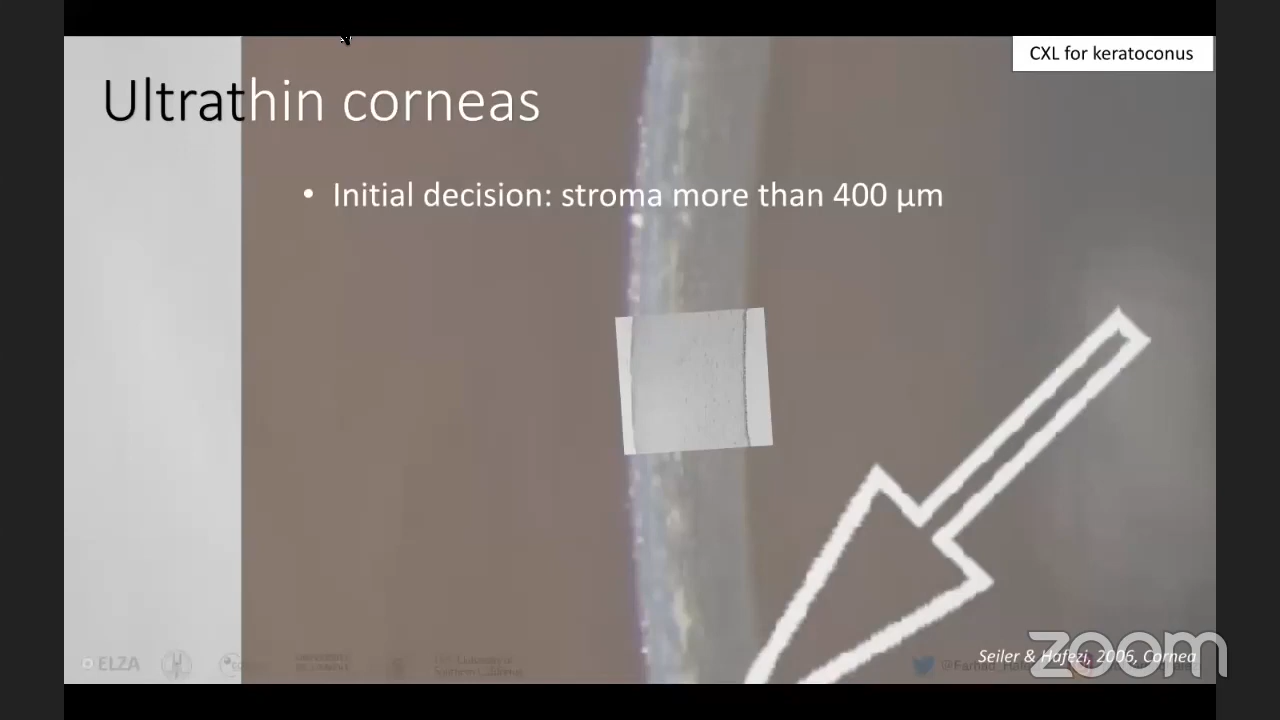 CXL for keratoconus
Ultrathin corneas
• Initial decision: stroma more than 400 µm
ELZA
Seiler & Hafezi, 2006, Cornea
zoom